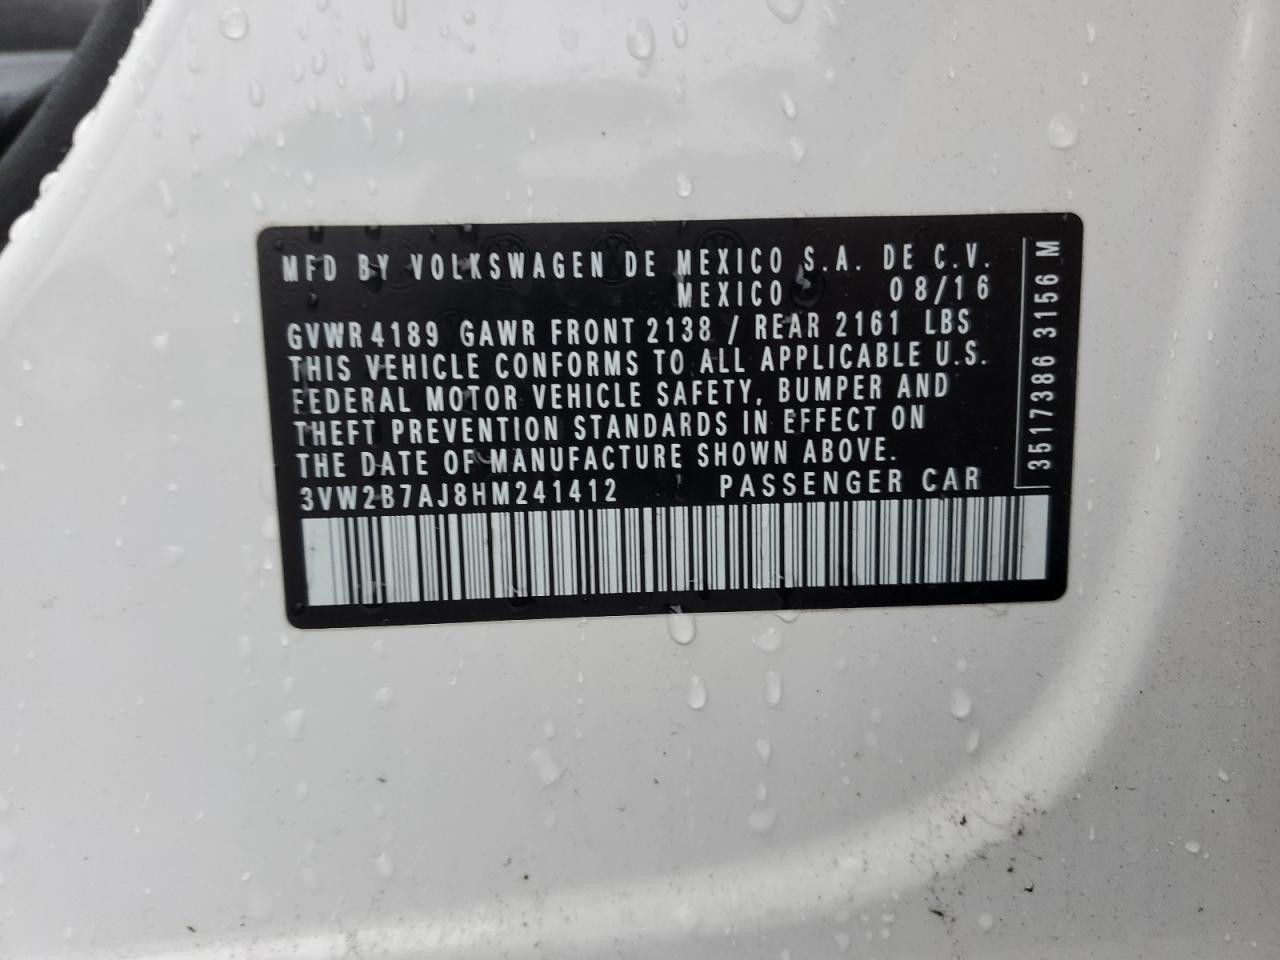 MFD BY VOLKSWAGEN DE MEXICO S.A. DE C.V.
MEXICO 08/16
GVWR 4189 GAWR FRONT 2138 / REAR 2161 LBS
THIS VEHICLE CONFORMS TO ALL APPLICABLE U.S.
FEDERAL MOTOR VEHICLE SAFETY, BUMPER AND
THEFT PREVENTION STANDARDS IN EFFECT ON
THE DATE OF MANUFACTURE SHOWN ABOVE.
3VW2B7AJ8HM241412 PASSENGER CAR
3517386 3156 M